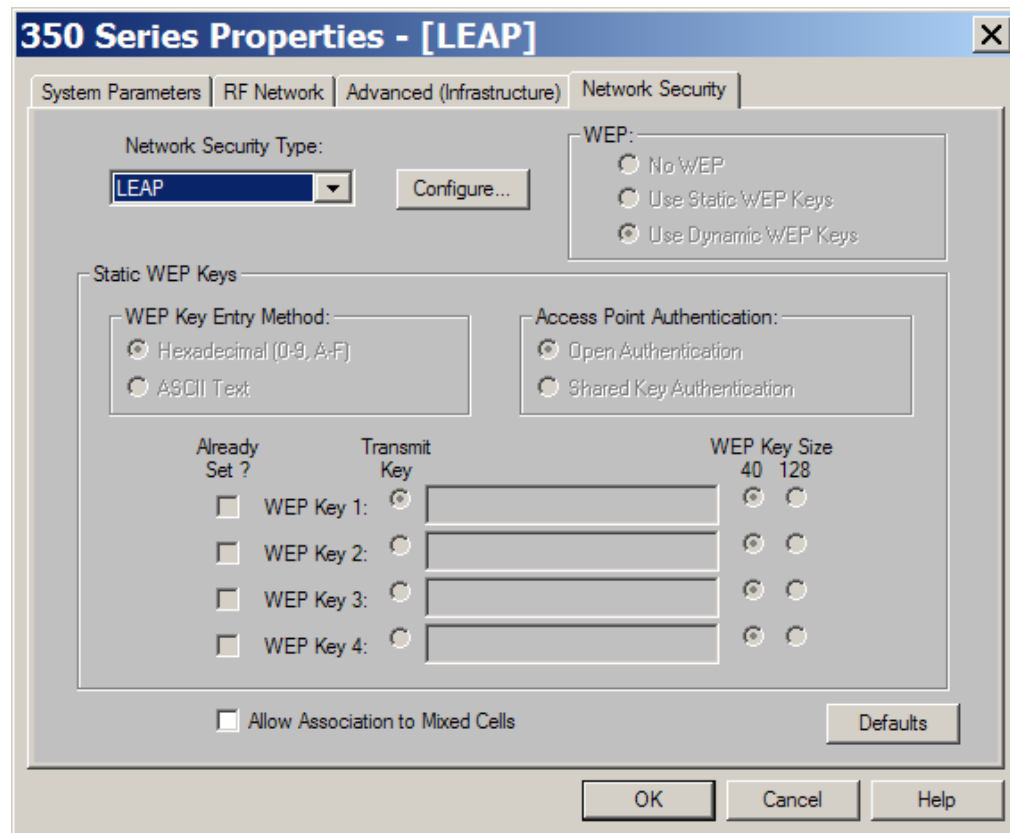 350 Series Properties - [LEAP]
System Parameters
RF Network
Advanced (Infrastructure)
Network Security
Network Security Type:
LEAP
Configure...
WEP:
No WEP
Use Static WEP Keys
Use Dynamic WEP Keys
Static WEP Keys
WEP Key Entry Method:
Hexadecimal (0-9, A-F)
ASCII Text
Access Point Authentication:
Open Authentication
Shared Key Authentication
Already
Set ?
Transmit
Key
WEP Key Size
40 128
WEP Key 1:
WEP Key 2:
WEP Key 3:
WEP Key 4:
Allow Association to Mixed Cells
Defaults
OK
Cancel
Help